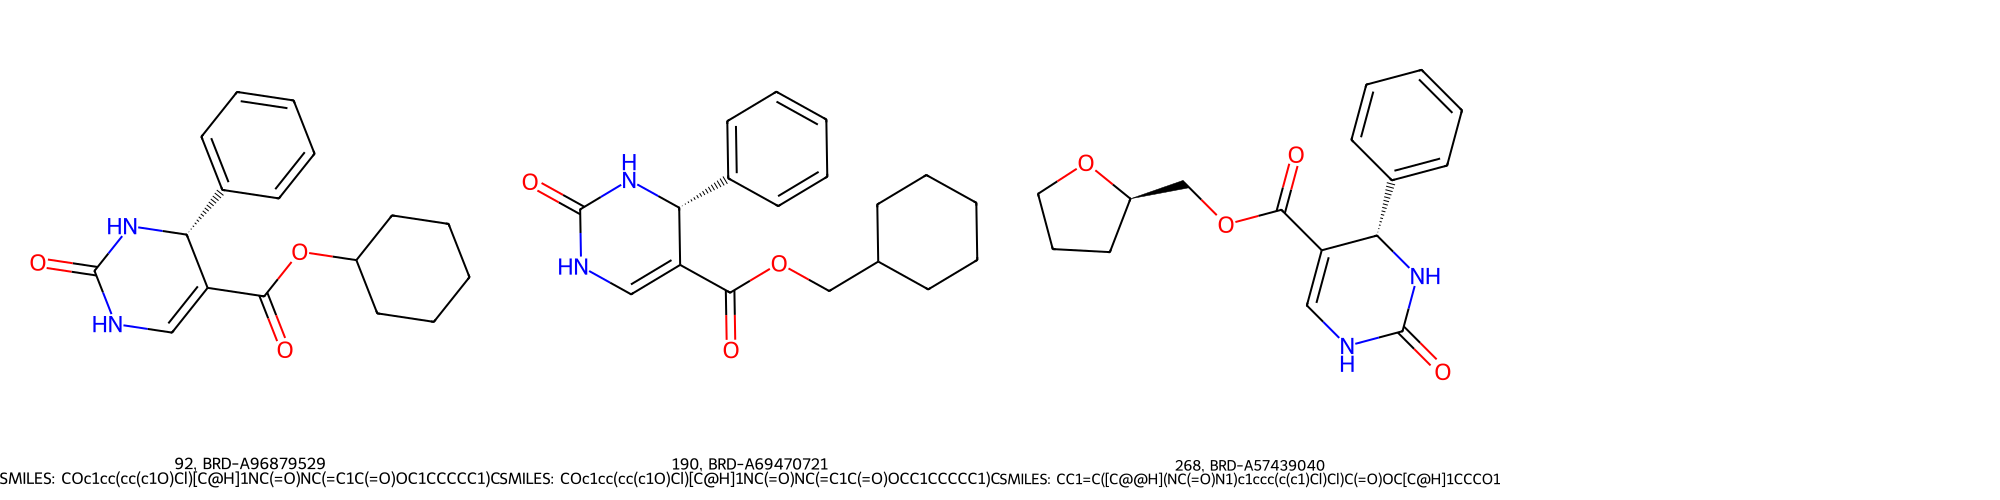 O HN HN O O
O HN H N O O
O O O NH N H O
92, BRD-A96879529
190, BRD-A69470721
268, BRD-A57439040
SMILES: COc1cc(cc(c1O)Cl)[C@H]1NC(=O)NC(=C1C(=O)OC1CCCCC1)CSMILES: COc1cc(cc(c1O)Cl)[C@H]1NC(=O)NC(=C1C(=O)OCC1CCCCC1)CSMILES: CC1=C([C@@H](NC(=O)N1)c1ccc(c(c1)Cl)Cl)C(=O)OC[C@H]1CCCO1